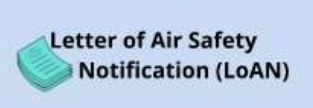 Letter of Air Safety
Notification (LoAN)